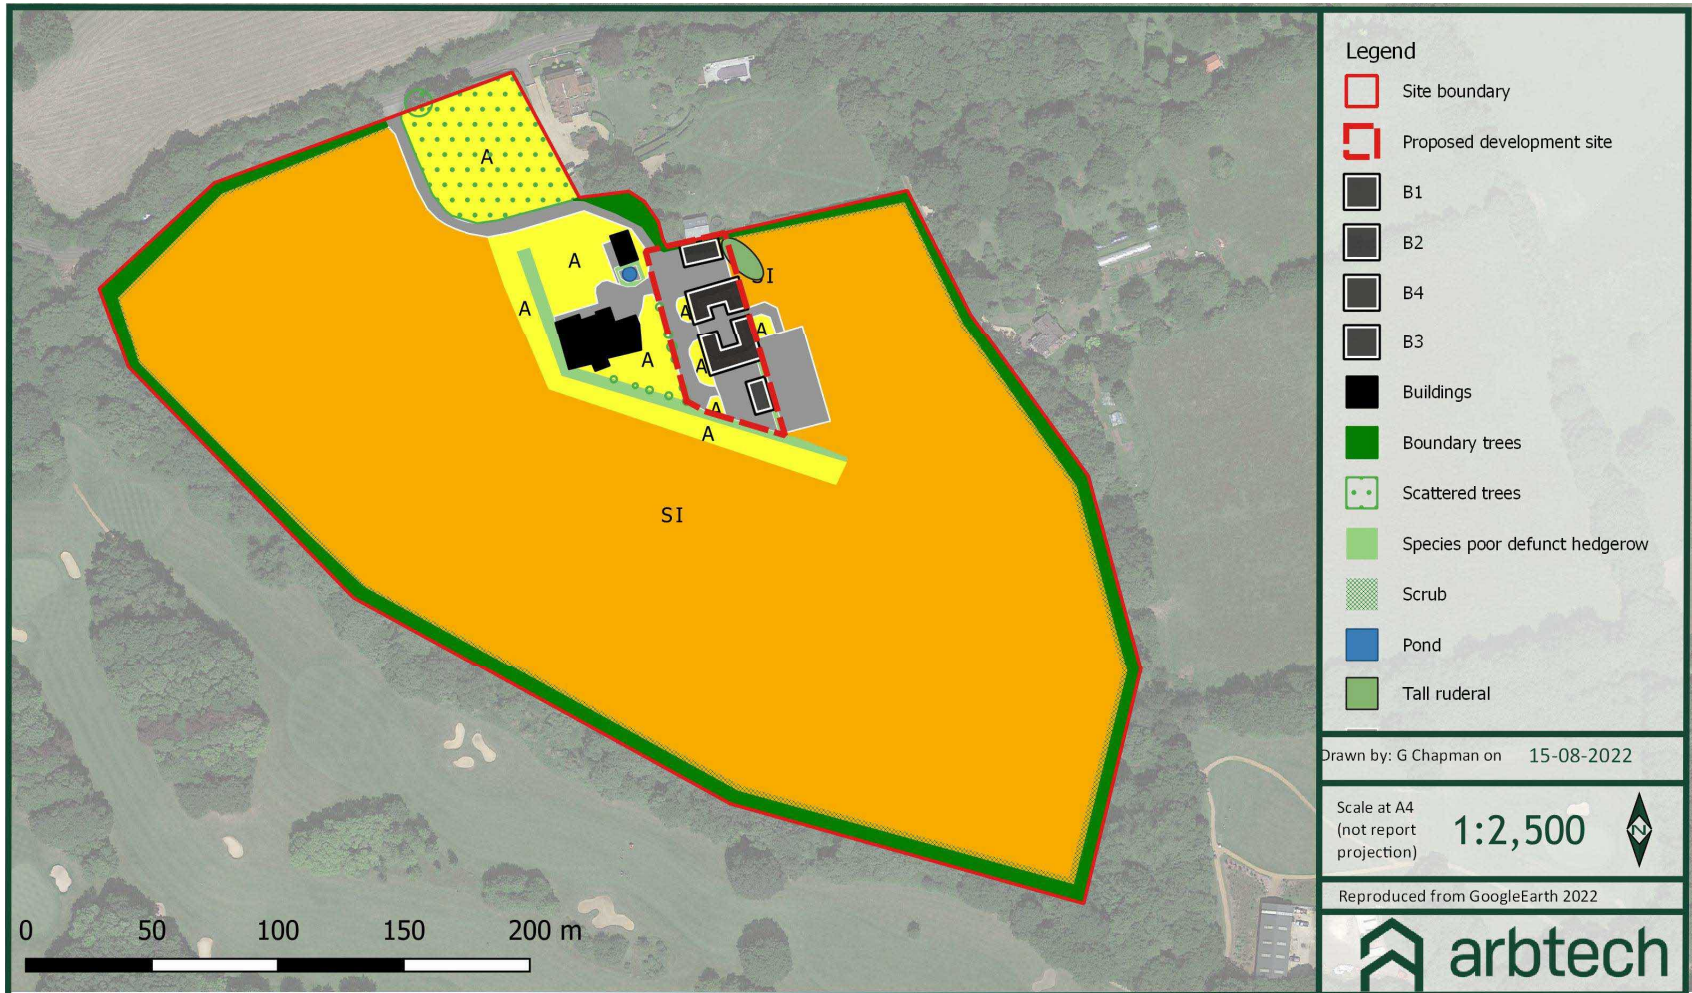 A
A
A
A
A
A
A
A
A
SI
SI
0 50 100 150 200 m
Legend
Site boundary
Proposed development site
B1
B2
B4
B3
Buildings
Boundary trees
Scattered trees
Species poor defunct hedgerow
Scrub
Pond
Tall ruderal
Drawn by: G Chapman on 15-08-2022
Scale at A4
(not report
projection)
1:2,500
N
Reproduced from GoogleEarth 2022
arbtech